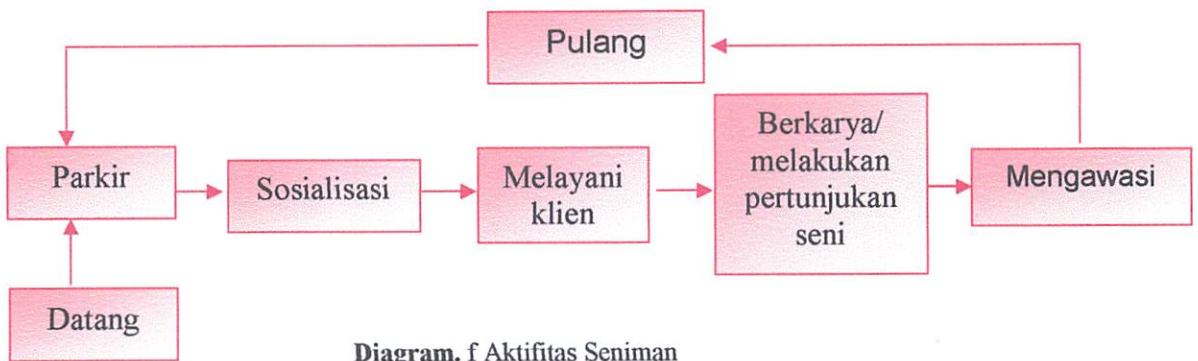 Pulang
Parkir
Sosialisasi
Melayani
klien
Berkarya/
melakukan
pertunjukan
seni
Mengawasi
Datang
Diagram. f Aktifitas Seniman